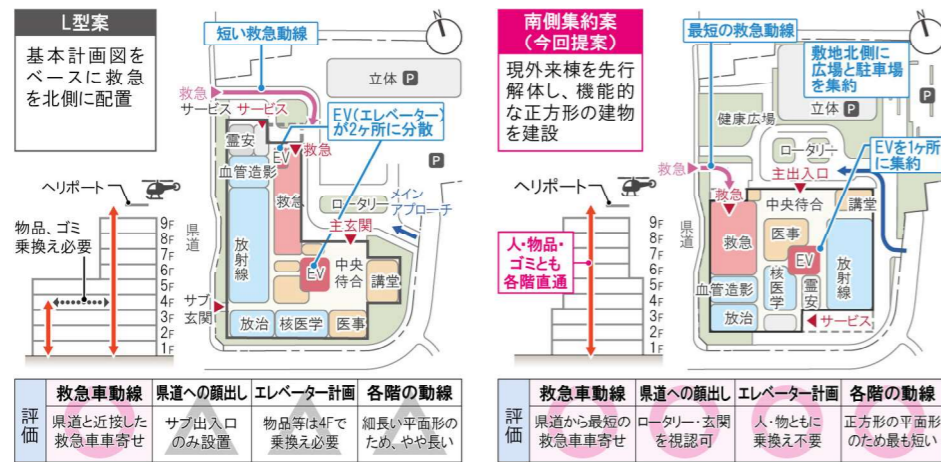 L型案
基本計画図を
ベースに救急
を北側に配置
短い救急動線
N
立体 P
救急
サービス
サービス
EV(エレベーター)
が2ヶ所に分散
霊安
EV
救急
血管造影
P
ヘリポート
救急
ロータリー
メイン
アプローチ
物品、ゴミ
乗換え必要
9F
8F
7F
6F
5F
4F
3F
2F
1F
県道
放射線
主玄関
EV
中央
待合
講堂
サブ
玄関
放治
核医学
医事
評価
救急車動線
県道への顔出し
エレベーター計画
各階の動線
県道と近接した
救急車車寄せ
サブ出入口
のみ設置
物品等は4Fで
乗換え必要
細長い平面形の
ため、やや長い
南側集約案
(今回提案)
現外来棟を先行
解体し、機能的
な正方形の建物
を建設
最短の救急動線
N
敷地北側に
広場と駐車場
を集約
立体 P
P
健康広場
ロータリー
EVを1ヶ所
に集約
救急
主出入口
ヘリポート
救急
中央待合
講堂
人・物品・
ゴミとも
各階直通
9F
8F
7F
6F
5F
4F
3F
2F
1F
県道
救急
医事
EV
放射線
血管造影
核医学
霊安
放治
サービス
評価
救急車動線
県道への顔出し
エレベーター計画
各階の動線
県道から最短の
救急車車寄せ
ロータリー・玄関
を視認可
人・物ともに
乗換え不要
正方形の平面形
のため最も短い